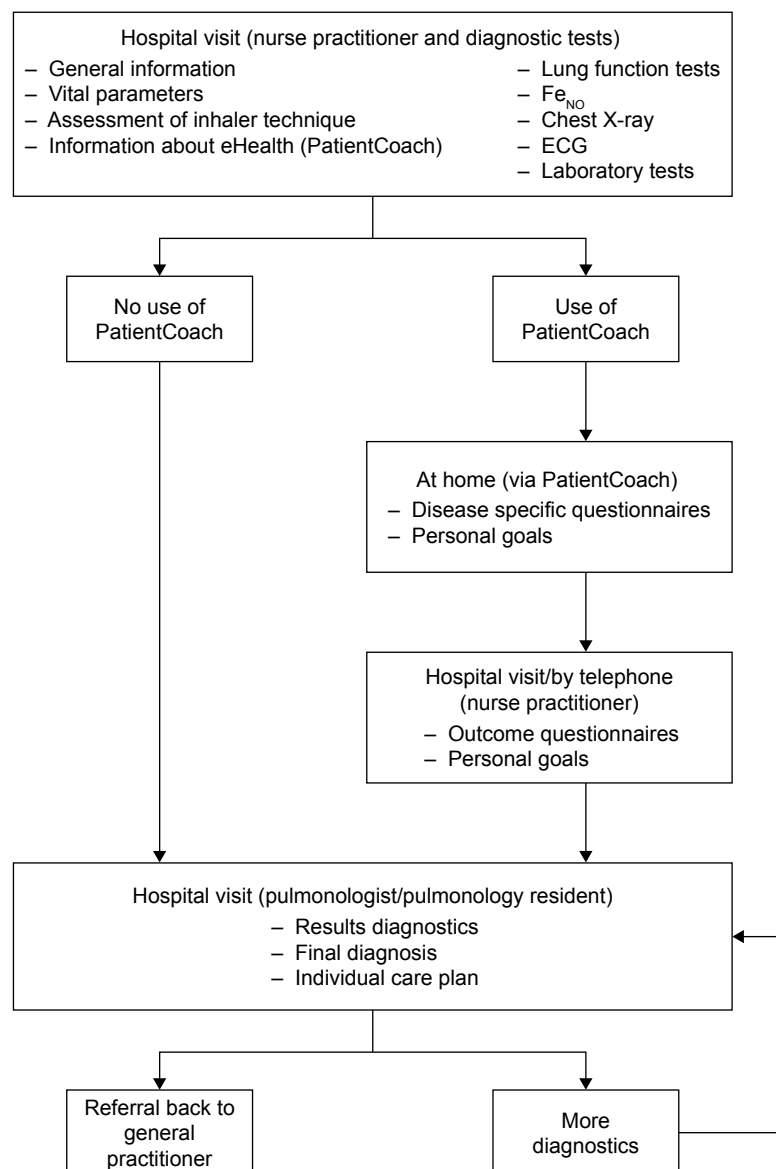 Hospital visit (nurse practitioner and diagnostic tests)
– General information
– Vital parameters
– Assessment of inhaler technique
– Information about eHealth (PatientCoach)
– Lung function tests
– FeNO
– Chest X-ray
– ECG
– Laboratory tests
No use of
PatientCoach
Use of
PatientCoach
At home (via PatientCoach)
– Disease specific questionnaires
– Personal goals
Hospital visit/by telephone
(nurse practitioner)
– Outcome questionnaires
– Personal goals
Hospital visit (pulmonologist/pulmonology resident)
– Results diagnostics
– Final diagnosis
– Individual care plan
Referral back to
general
practitioner
More
diagnostics